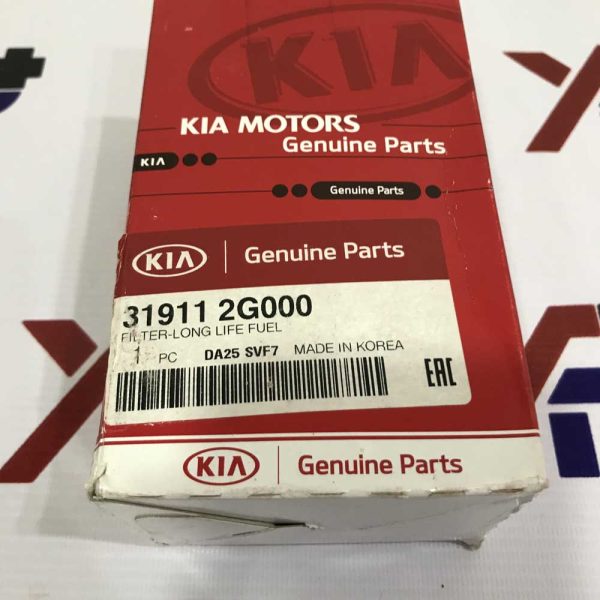 KIA
KIA MOTORS
Genuine Parts
KIA
Genuine Parts
KIA Genuine Parts
31911 2G000
FILTER-LONG LIFE FUEL
1 PC DA25 SVF7 MADE IN KOREA
EAC
KIA Genuine Parts